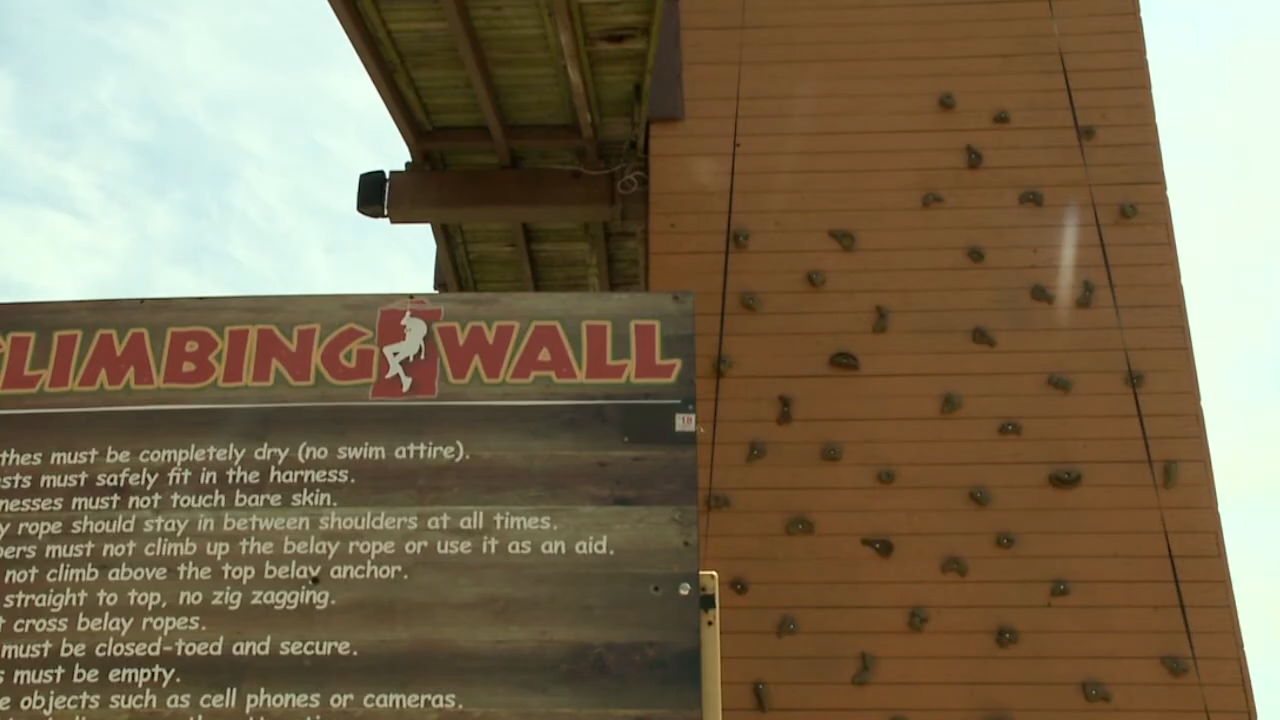 CLIMBING WALL
18
thes must be completely dry (no swim attire).
ests must safely fit in the harness.
nesses must not touch bare skin.
y rope should stay in between shoulders at all times.
bers must not climb up the belay rope or use it as an aid.
not climb above the top belay anchor.
straight to top, no zig zagging.
t cross belay ropes.
must be closed-toed and secure.
s must be empty.
e objects such as cell phones or cameras.